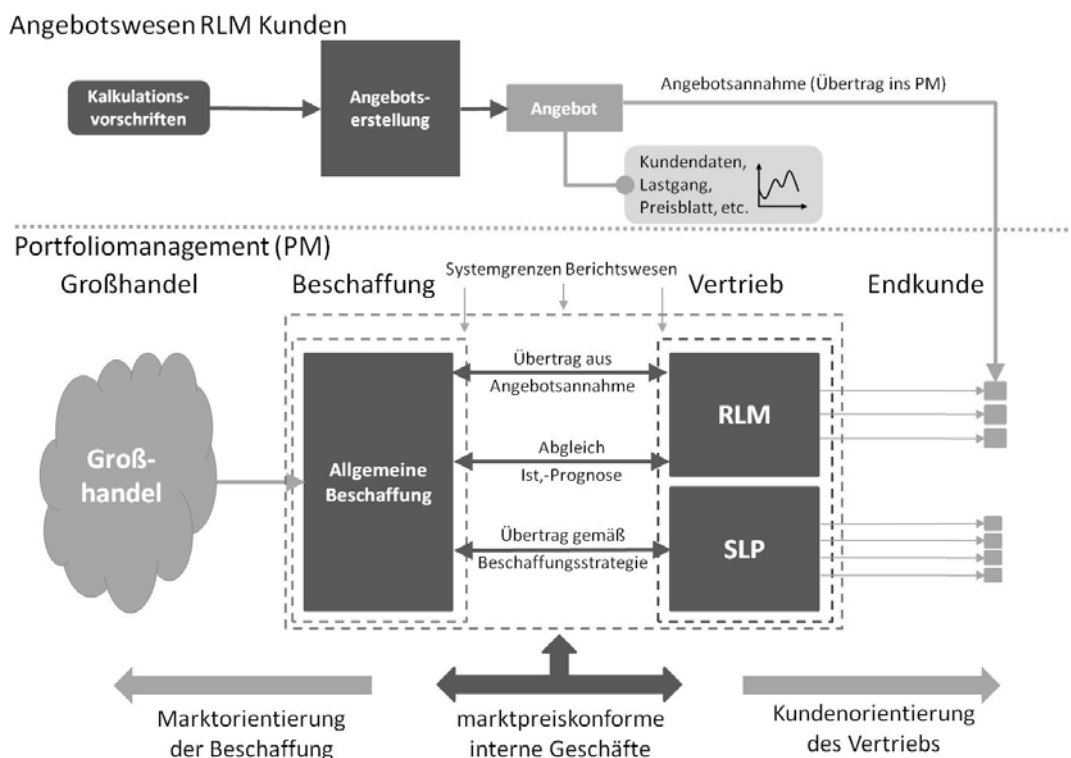 Angebotswesen RLM Kunden
Kalkulations-
vorschriften
Angebots-
erstellung
Angebot
Angebotsannahme (Übertrag ins PM)
Kundendaten,
Lastgang,
Preisblatt, etc.
Portfoliomanagement (PM)
Großhandel
Beschaffung
Systemgrenzen Berichtswesen
Vertrieb
Endkunde
Groß-
handel
Allgemeine
Beschaffung
Übertrag aus
Angebotsannahme
Abgleich
Ist,-Prognose
Übertrag gemäß
Beschaffungsstrategie
RLM
SLP
Marktorientierung
der Beschaffung
marktpreiskonforme
interne Geschäfte
Kundenorientierung
des Vertriebs